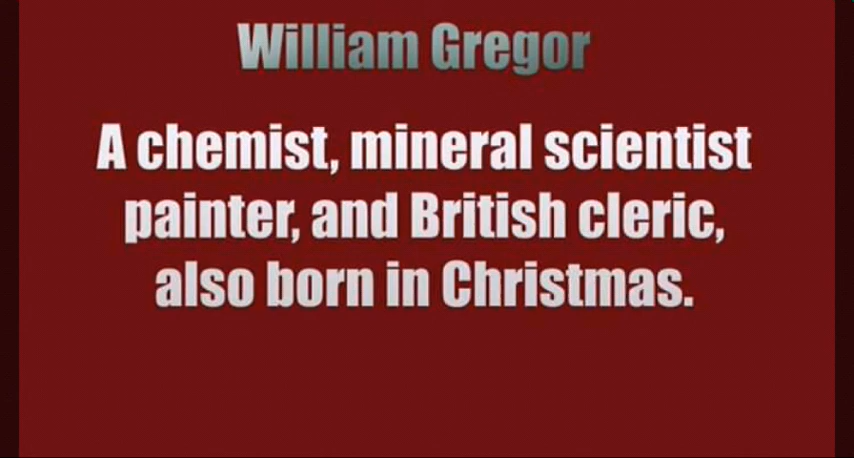 William Gregor
A chemist, mineral scientist
painter, and British cleric,
also born in Christmas.